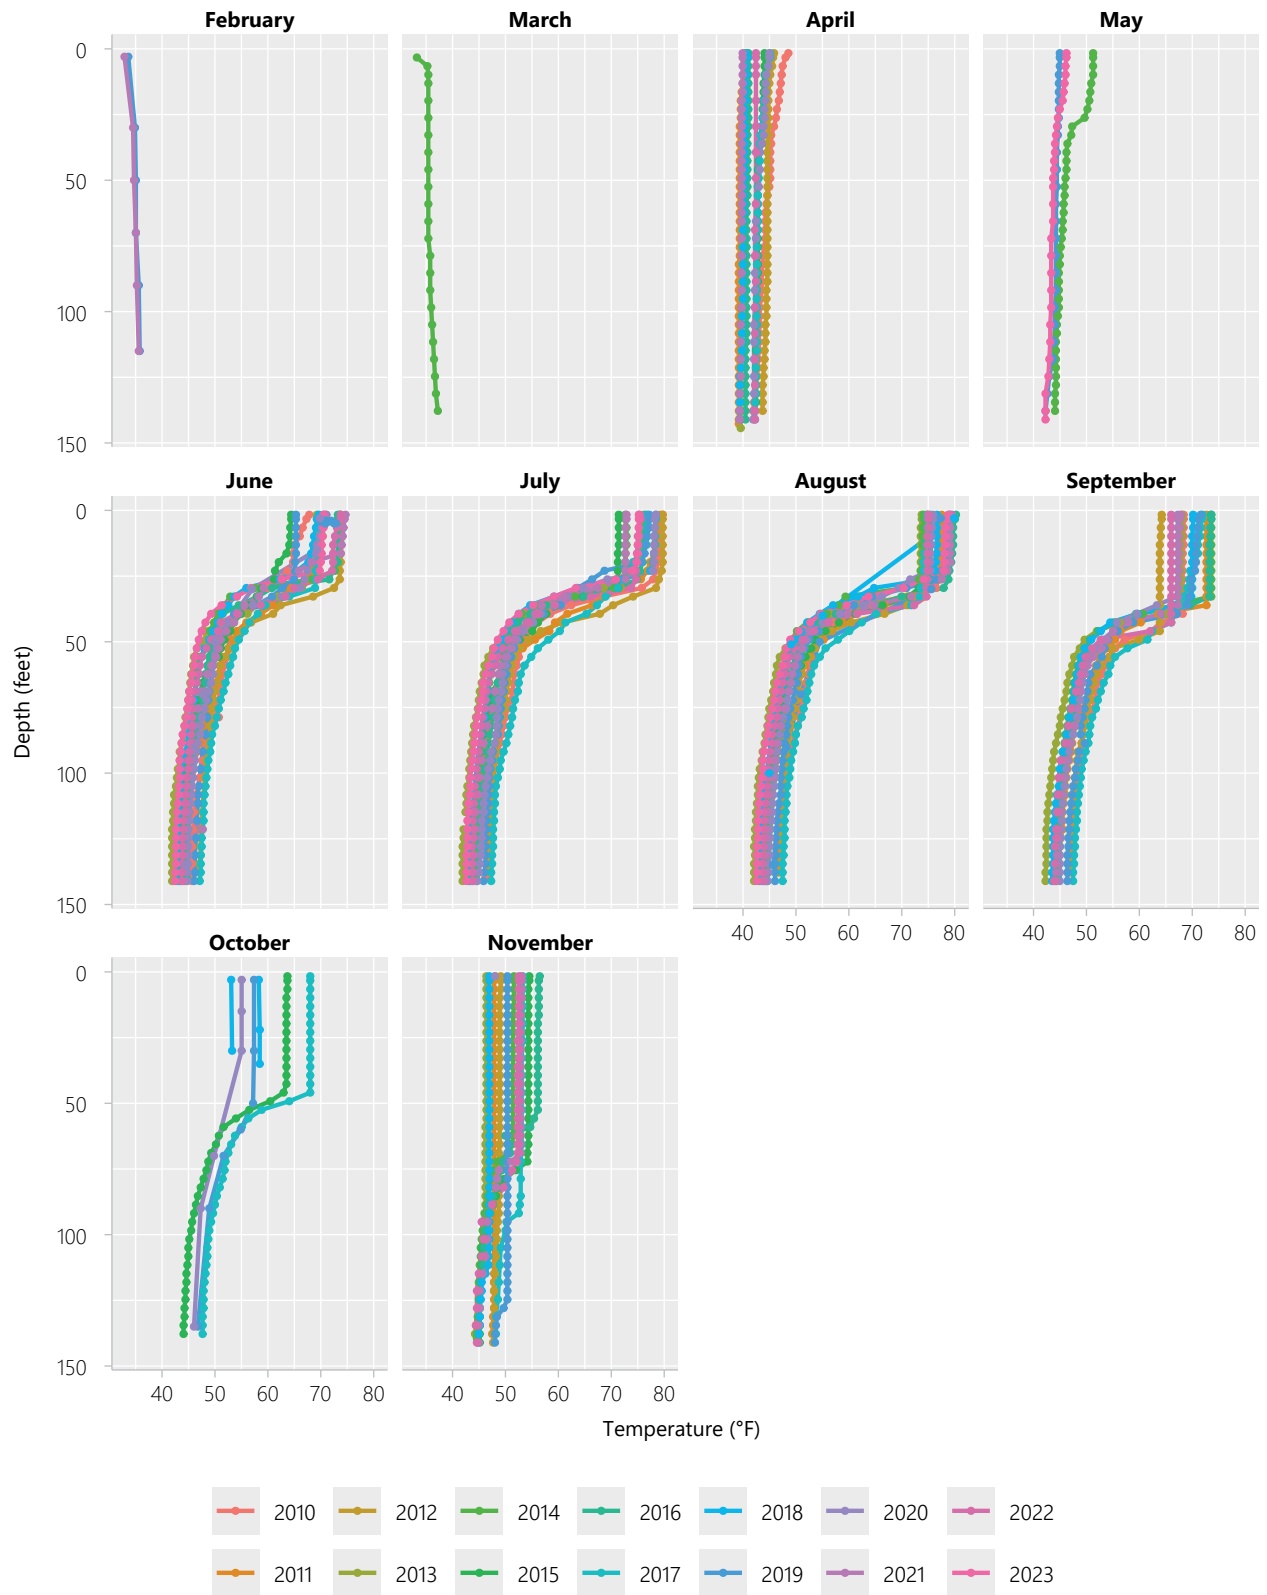 February March April May
0
50
100
150
June July August September
0
50
100
150
40 50 60 70 80 40 50 60 70 80
October November
0
50
100
150
40 50 60 70 80 40 50 60 70 80
Depth (feet)
Temperature (°F)
2010 2012 2014 2016 2018 2020 2022
2011 2013 2015 2017 2019 2021 2023